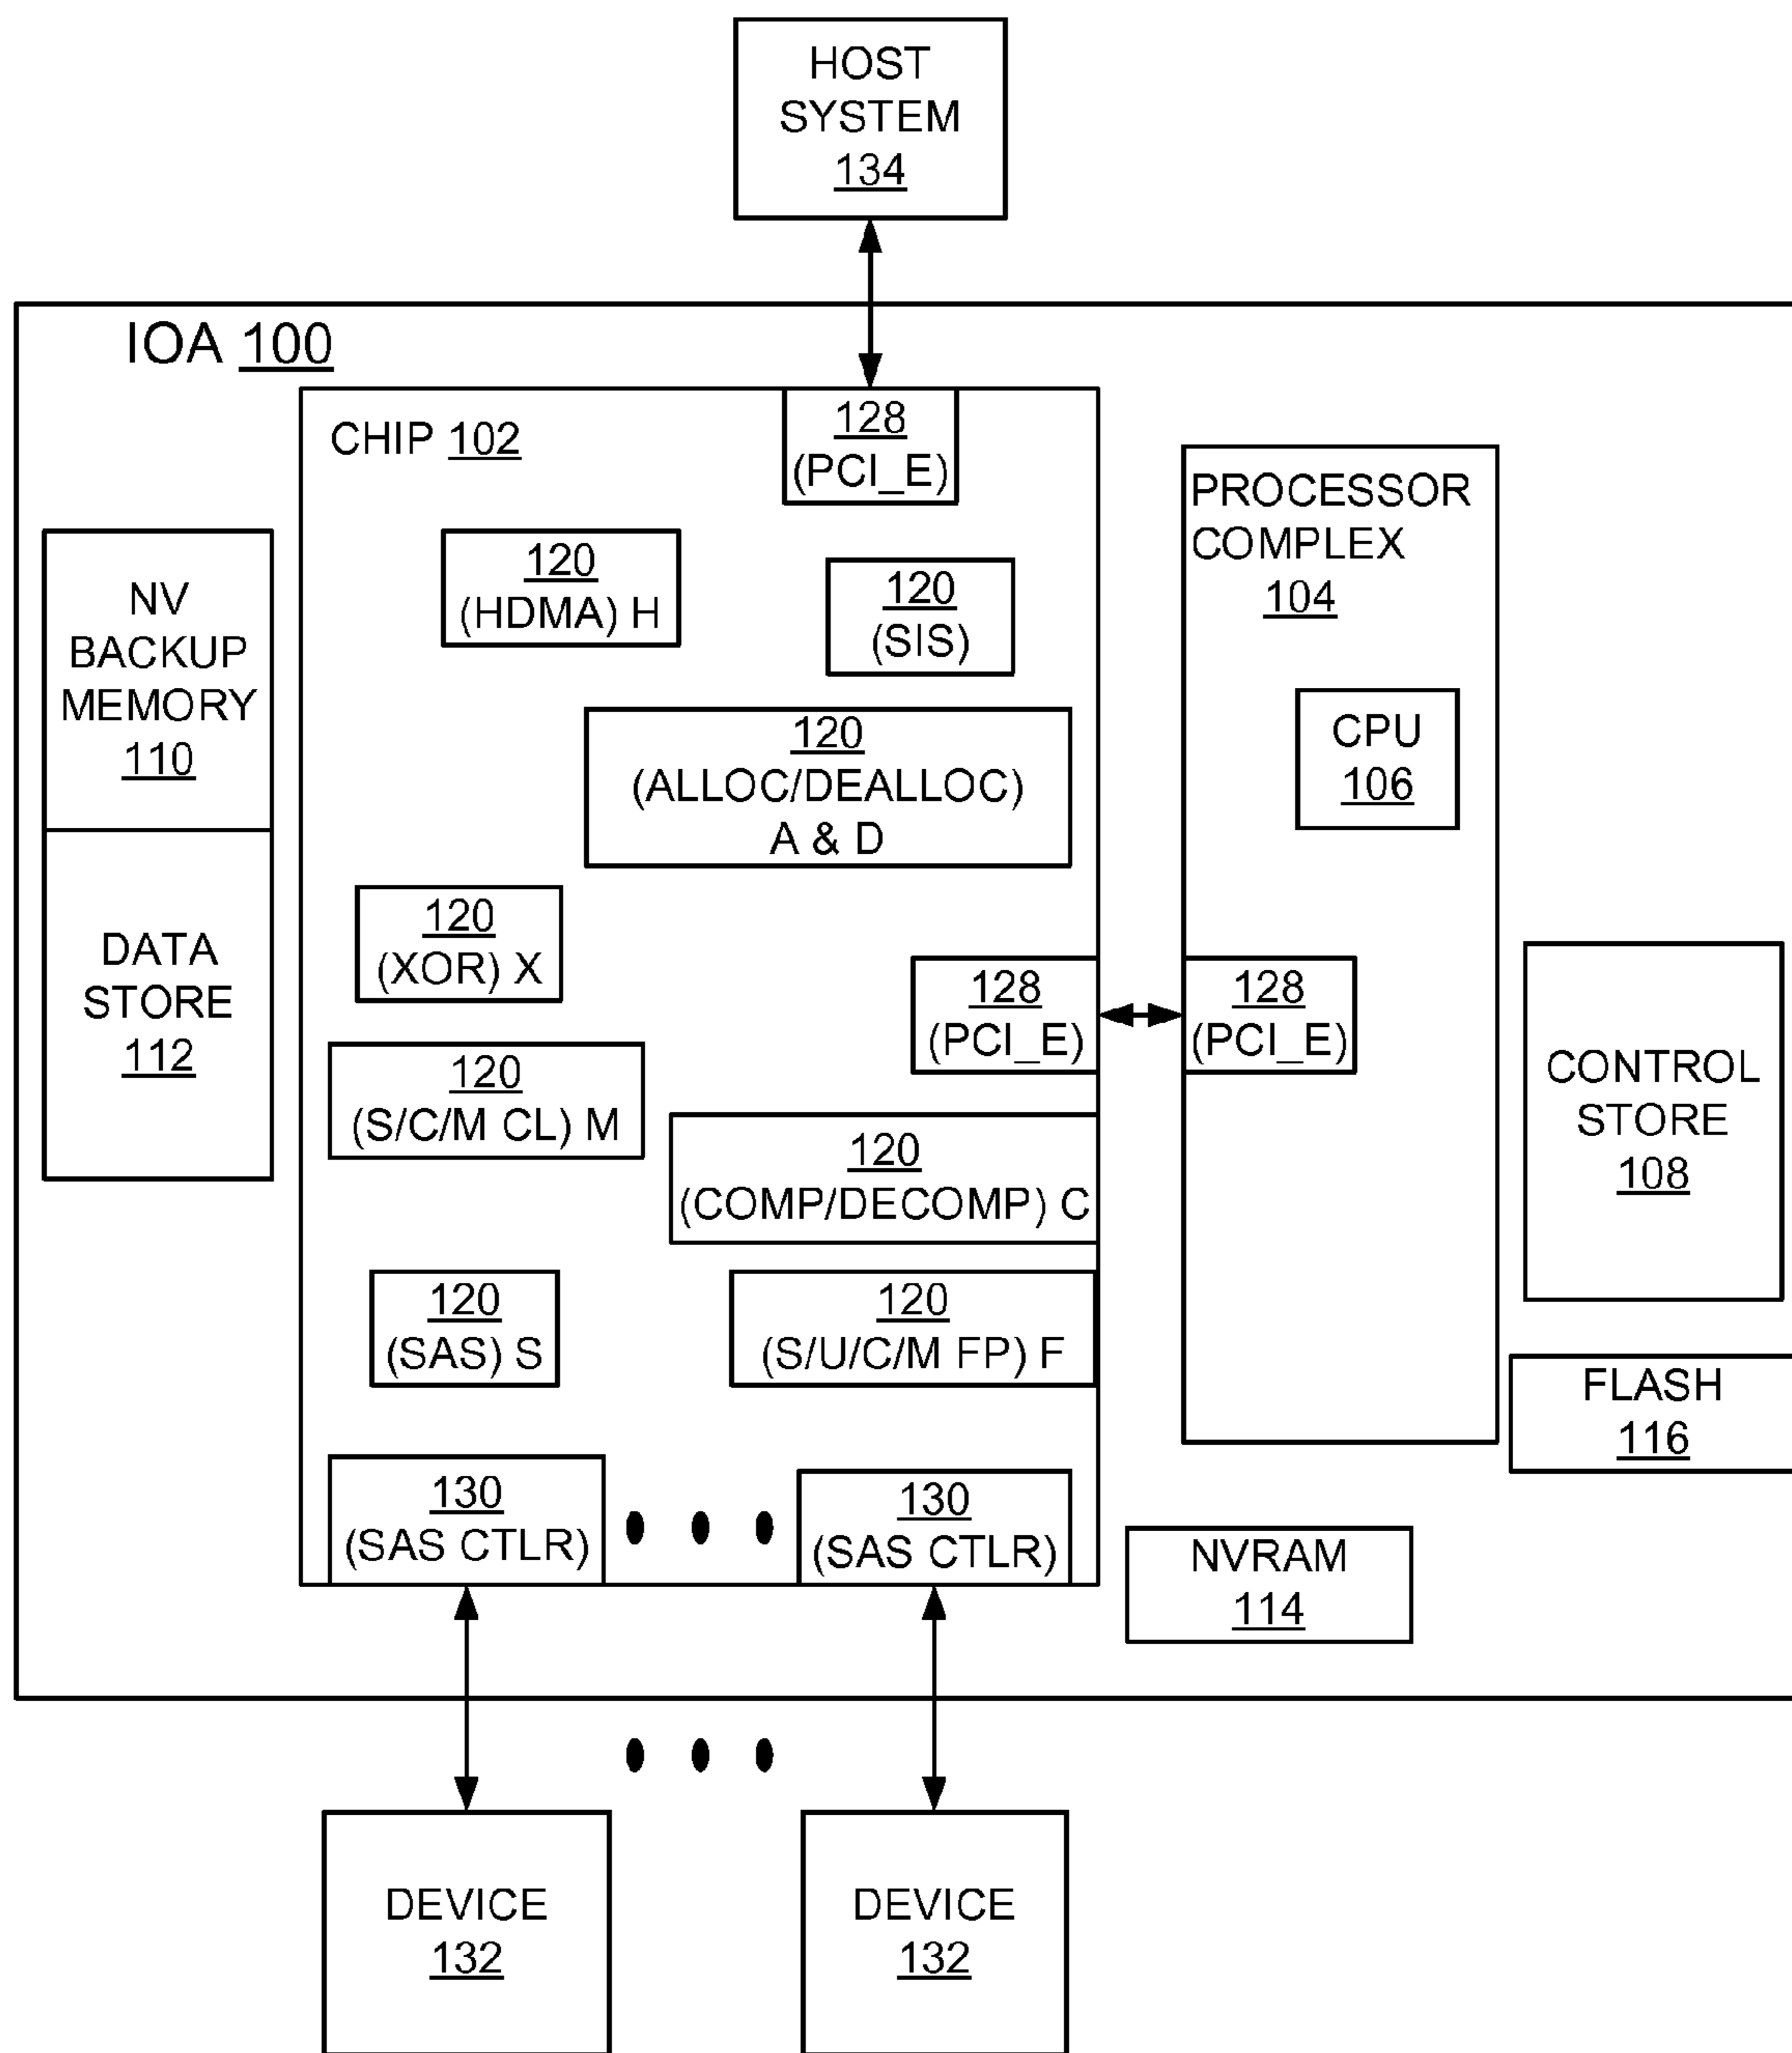 HOST
SYSTEM
134
IOA 100
CHIP 102
128
(PCI_E)
PROCESSOR
COMPLEX
104
NV
BACKUP
MEMORY
110
120
(HDMA) H
120
(SIS)
120
(ALLOC/DEALLOC)
A & D
CPU
106
DATA
STORE
112
120
(XOR) X
128
(PCI_E)
128
(PCI_E)
CONTROL
STORE
108
120
(S/C/M CL) M
120
(COMP/DECOMP) C
120
(SAS) S
120
(S/U/C/M FP) F
FLASH
116
130
(SAS CTLR)
130
(SAS CTLR)
NVRAM
114
DEVICE
132
DEVICE
132